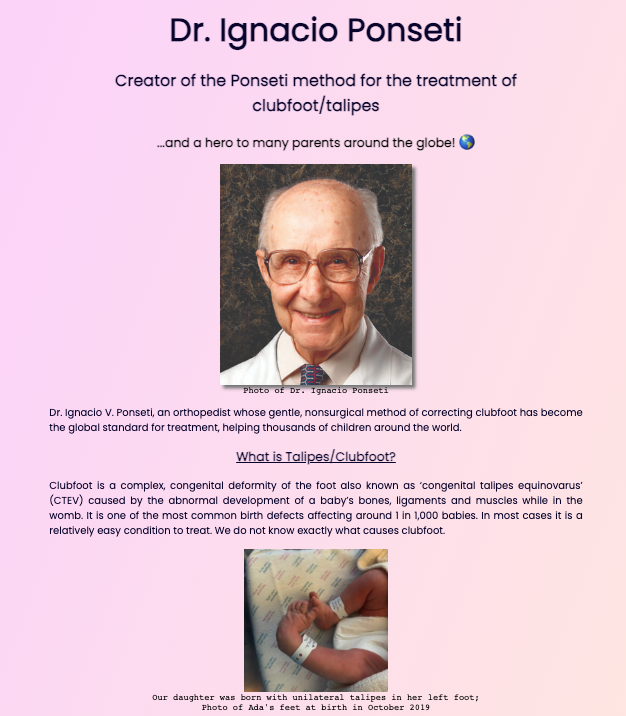 Dr. Ignacio Ponseti
Creator of the Ponseti method for the treatment of
clubfoot/talipes
...and a hero to many parents around the globe! 🌎
Photo of Dr. Ignacio Ponseti
Dr. Ignacio V. Ponseti, an orthopedist whose gentle, nonsurgical method of correcting clubfoot has become
the global standard for treatment, helping thousands of children around the world.
What is Talipes/Clubfoot?
Clubfoot is a complex, congenital deformity of the foot also known as ‘congenital talipes equinovarus’
(CTEV) caused by the abnormal development of a baby’s bones, ligaments and muscles while in the
womb. It is one of the most common birth defects affecting around 1 in 1,000 babies. In most cases it is a
relatively easy condition to treat. We do not know exactly what causes clubfoot.
Our daughter was born with unilateral talipes in her left foot;
Photo of Ada's feet at birth in October 2019